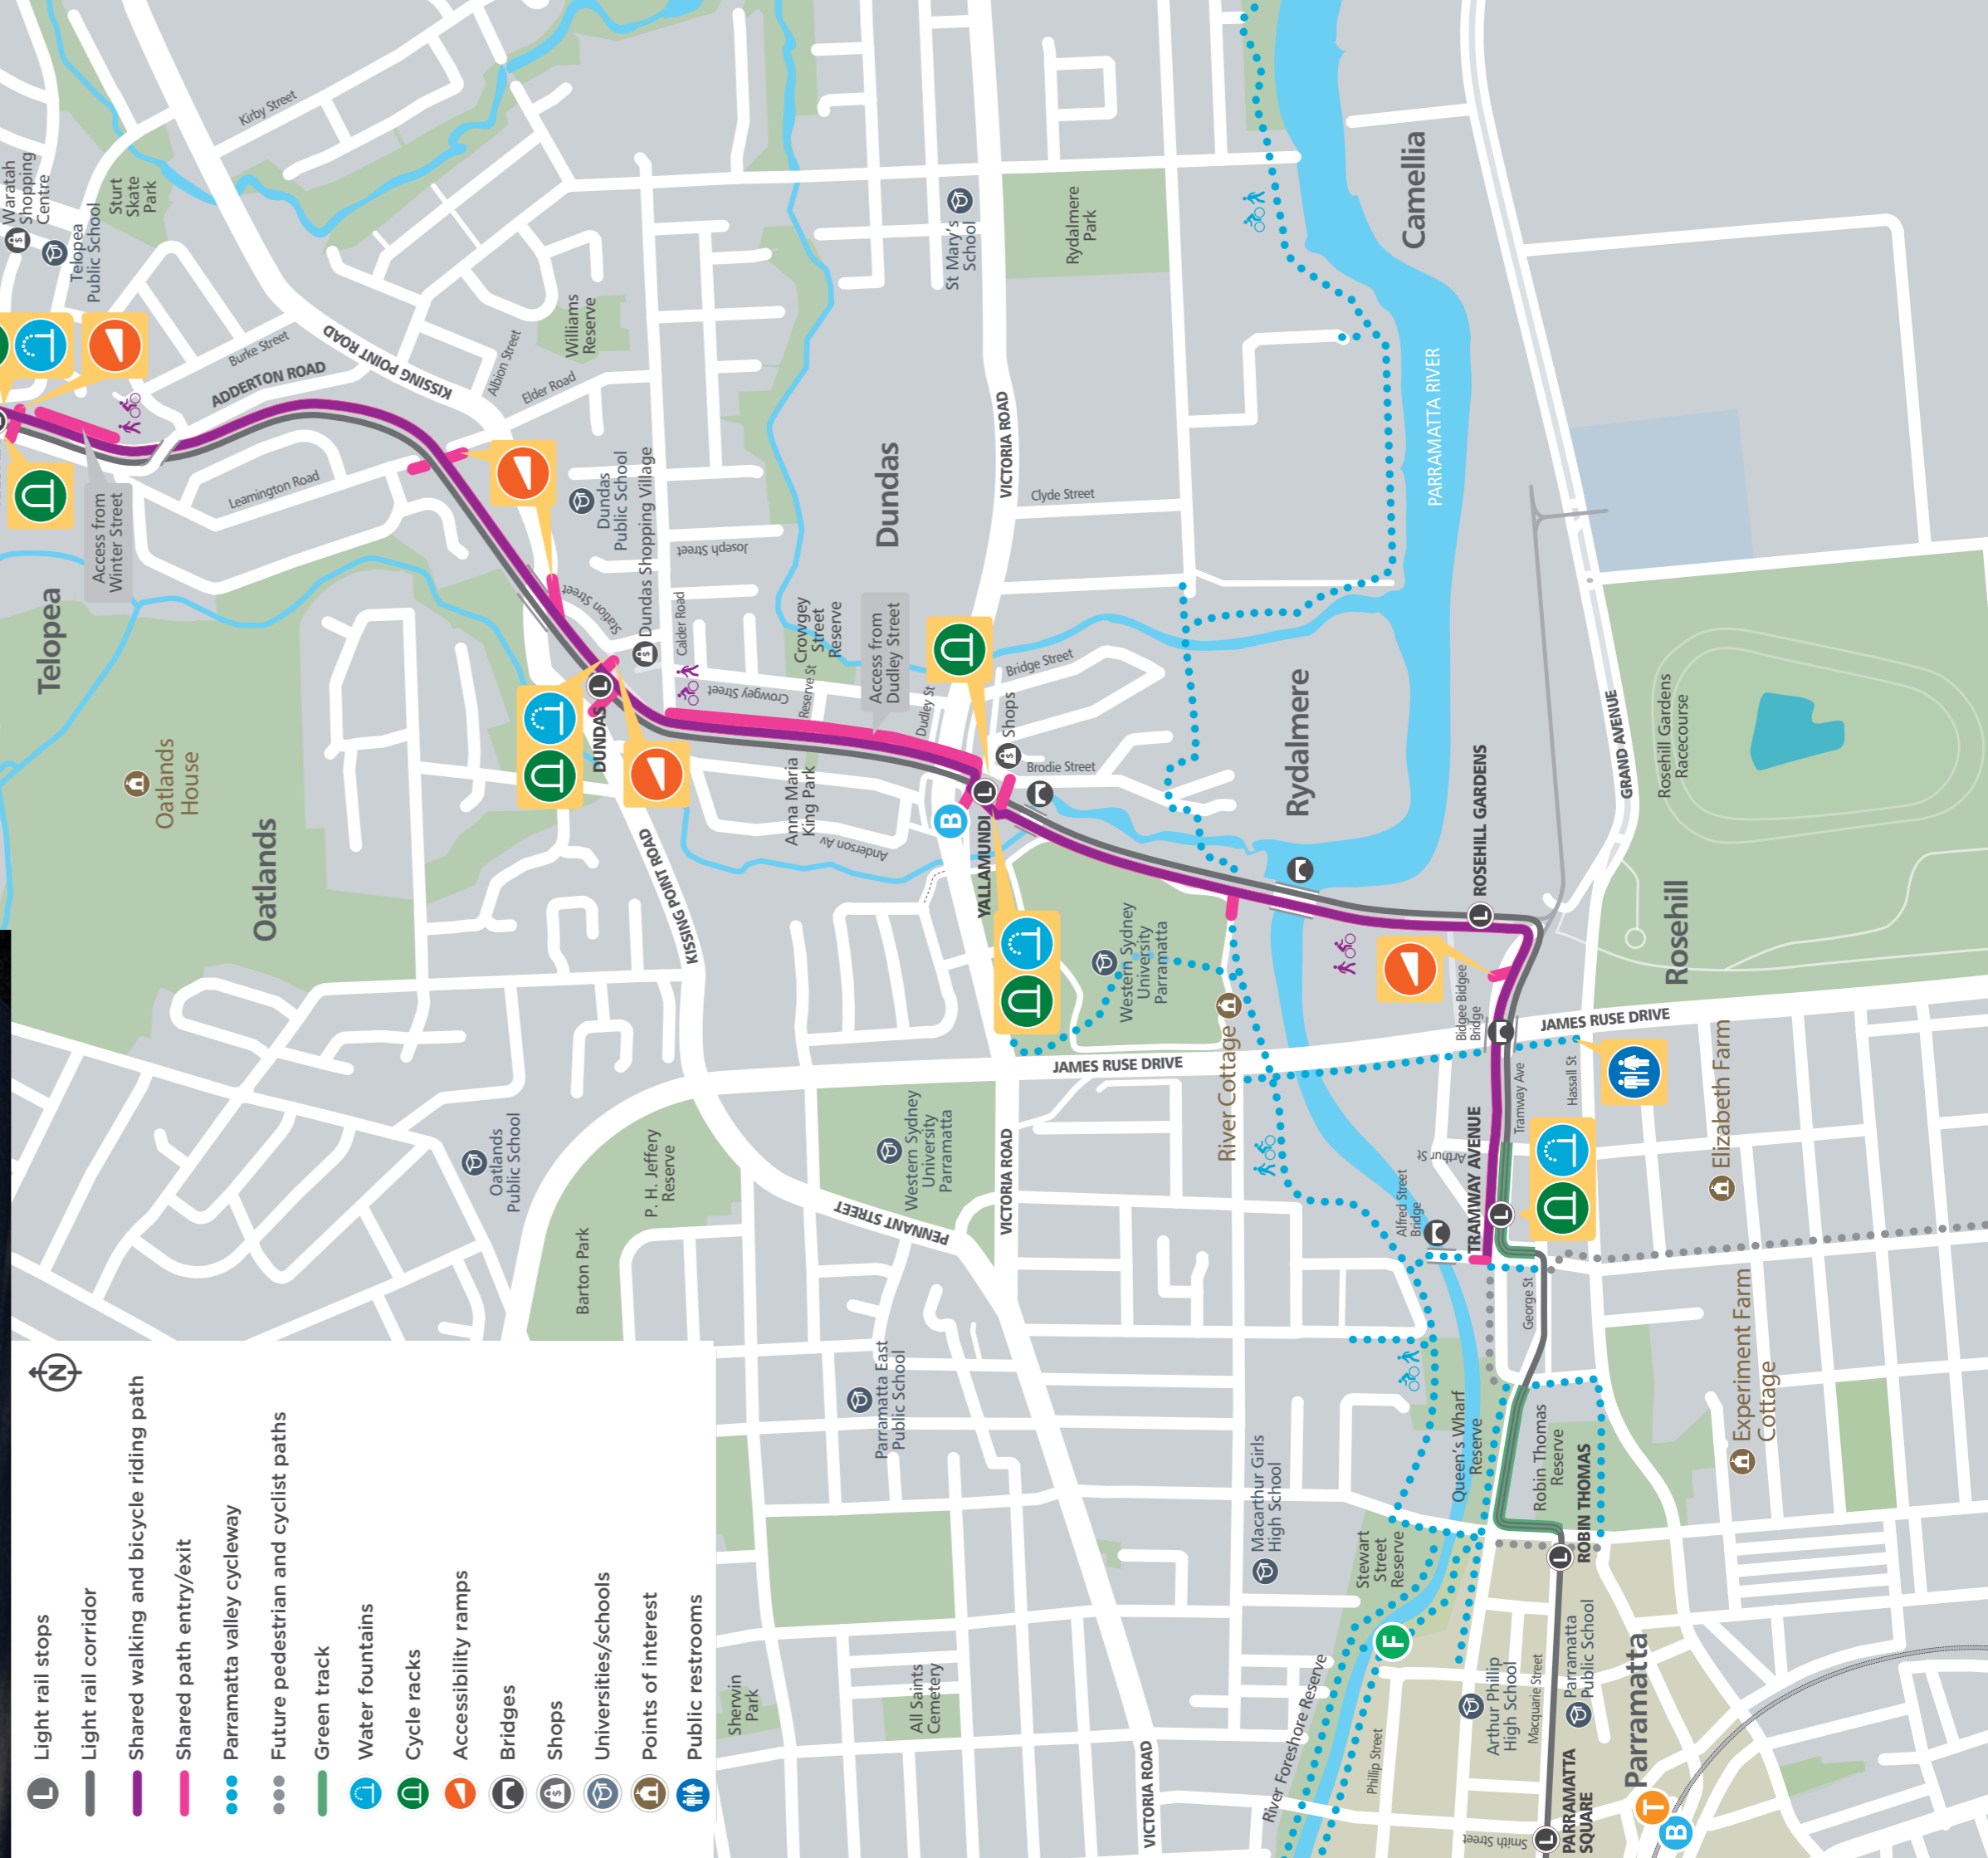 N
L Light rail stops
Light rail corridor
Shared walking and bicycle riding path
Shared path entry/exit
Parramatta valley cycleway
Future pedestrian and cyclist paths
Green track
Water fountains
Cycle racks
Accessibility ramps
Bridges
Shops
Universities/schools
Points of interest
Public restrooms
Waratah
Shopping
Centre
Telopea
Public School
Sturt
Skate
Park
Kirby Street
Burke Street
ADDERTON ROAD
KISSING POINT ROAD
Albion Street
Elder Road
Williams
Reserve
Leamington Road
Access from
Winter Street
Telopea
Oatlands
House
Oatlands
Dundas
Public School
Dundas Shopping Village
Station Street
Joseph Street
Calder Road
Crowgey Street
Crowgey
Street
Reserve
Reserve St
Access from
Dudley Street
Dudley St
L
DUNDAS
Anna Maria
King Park
Anderson Av
KISSING POINT ROAD
Dundas
St Mary's
School
Rydalmere
Park
VICTORIA ROAD
Clyde Street
Bridge Street
Shops
Brodie Street
B
L
YALLAMUNDI
Western Sydney
University
Parramatta
Rydalmere
PARRAMATTA RIVER
Camellia
L
ROSEHILL GARDENS
GRAND AVENUE
Rosehill Gardens
Racecourse
Rosehill
Bidgee Bidgee
Bridge
JAMES RUSE DRIVE
JAMES RUSE DRIVE
River Cottage
Oatlands
Public School
P. H. Jeffery
Reserve
Barton Park
Western Sydney
University
Parramatta
PENNANT STREET
VICTORIA ROAD
Parramatta East
Public School
Alfred Street
Bridge
Arthur St
TRAMWAY AVENUE
L
Tramway Ave
Hassall St
Elizabeth Farm
George St
Experiment Farm
Cottage
Queen's Wharf
Reserve
Robin Thomas
Reserve
L
ROBIN THOMAS
Macarthur Girls
High School
Stewart
Street
Reserve
F
Sherwin
Park
All Saints
Cemetery
VICTORIA ROAD
River Foreshore Reserve
Phillip Street
Arthur Phillip
High School
Macquarie Street
Parramatta
Public School
Smith Street
L
PARRAMATTA
SQUARE
Parramatta
T
B